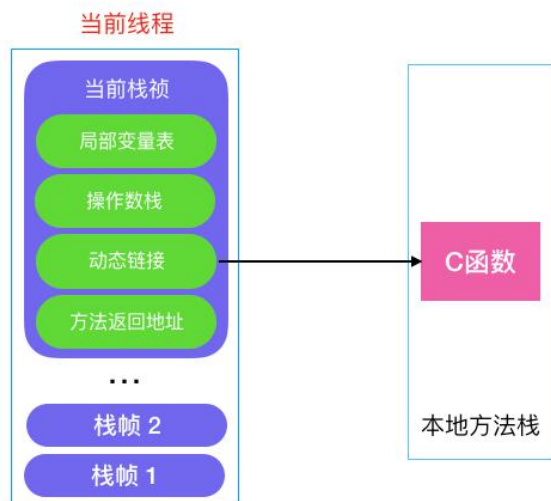 当前线程
当前栈祯
局部变量表
操作数栈
动态链接
方法返回地址
...
栈帧 2
栈帧 1
C函数
本地方法栈